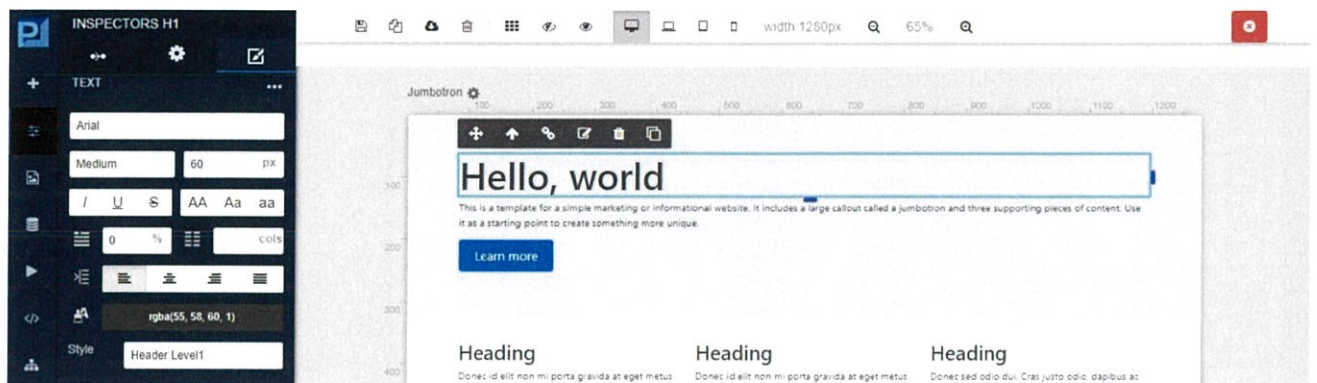 INSPECTORS H1
TEXT
Arial
Medium 60 px
I U S AA Aa aa
0 % cols
rgba(55, 58, 60, 1)
Style Header Level1
width 1280px 65%
Jumbotron
100 200 300 400 600 700 800 900 1000 1100 1200
100
Hello, world
This is a template for a simple marketing or informational website. It includes a large callout called a jumbotron and three supporting pieces of content. Use
it as a starting point to create something more unique.
200
Learn more
300
Heading Heading Heading
400
Donec id elit non mi porta gravida at eget metus. Donec id elit non mi porta gravida at eget metus. Donec sed odio dui. Cras justo odio, dapibus ac